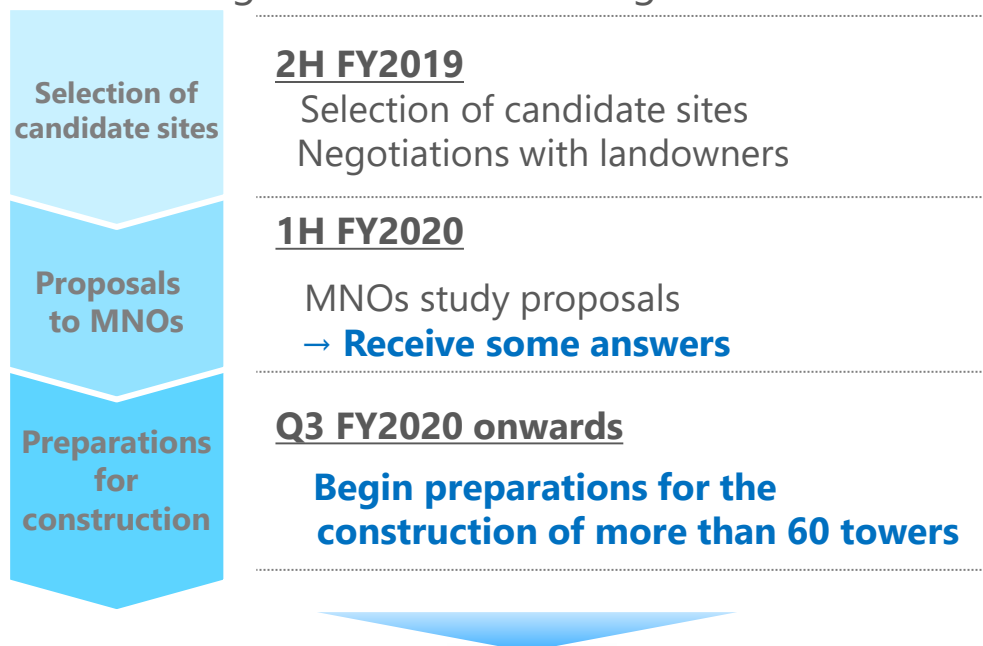 Selection of
candidate sites
2H FY2019
Selection of candidate sites
Negotiations with landowners
Proposals
to MNOs
1H FY2020
MNOs study proposals
→ Receive some answers
Preparations
for
construction
Q3 FY2020 onwards
Begin preparations for the
construction of more than 60 towers